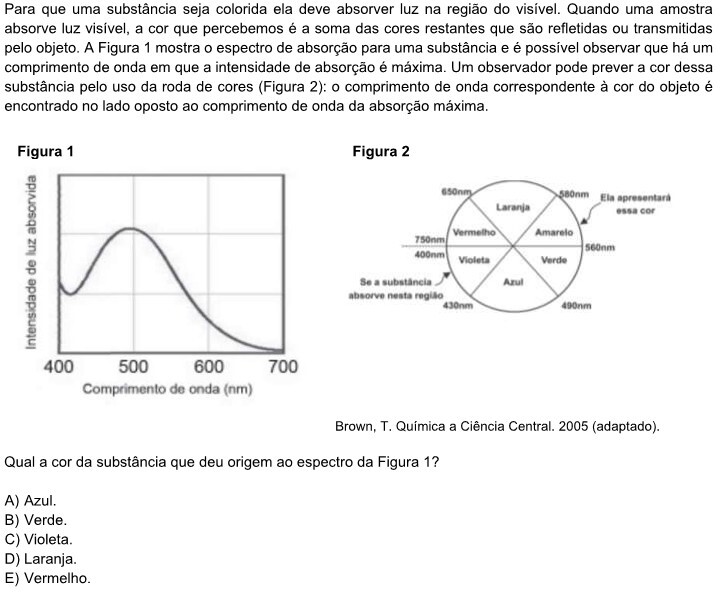 Para que uma substância seja colorida ela deve absorver luz na região do visível. Quando uma amostra
absorve luz visível, a cor que percebemos é a soma das cores restantes que são refletidas ou transmitidas
pelo objeto. A Figura 1 mostra o espectro de absorção para uma substância e é possível observar que há um
comprimento de onda em que a intensidade de absorção é máxima. Um observador pode prever a cor dessa
substância pelo uso da roda de cores (Figura 2): o comprimento de onda correspondente à cor do objeto é
encontrado no lado oposto ao comprimento de onda da absorção máxima.
Figura 1
Intensidade de luz absorvida
400 500 600 700
Comprimento de onda (nm)
Figura 2
650nm
580nm
Ela apresentará
essa cor
Laranja
Vermelho
Amarelo
750nm
560nm
400nm
Violeta
Verde
Se a substância
absorve nesta região
Azul
430nm
490nm
Brown, T. Química a Ciência Central. 2005 (adaptado).
Qual a cor da substância que deu origem ao espectro da Figura 1?
A) Azul.
B) Verde.
C) Violeta.
D) Laranja.
E) Vermelho.